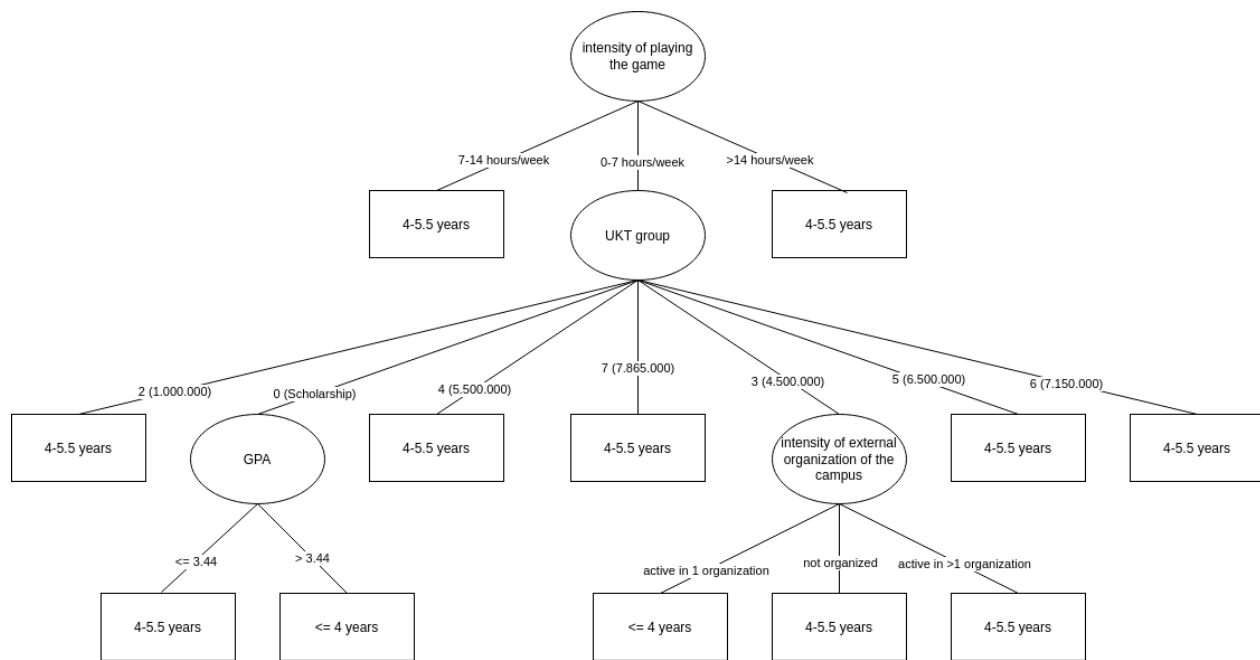 intensity of playing
the game
7-14 hours/week
0-7 hours/week
>14 hours/week
4-5.5 years
UKT group
4-5.5 years
2 (1.000.000)
0 (Scholarship)
4 (5.500.000)
7 (7.865.000)
3 (4.500.000)
5 (6.500.000)
6 (7.150.000)
4-5.5 years
GPA
4-5.5 years
4-5.5 years
intensity of external
organization of the
campus
4-5.5 years
4-5.5 years
<= 3.44
> 3.44
active in 1 organization
not organized
active in >1 organization
4-5.5 years
<= 4 years
<= 4 years
4-5.5 years
4-5.5 years